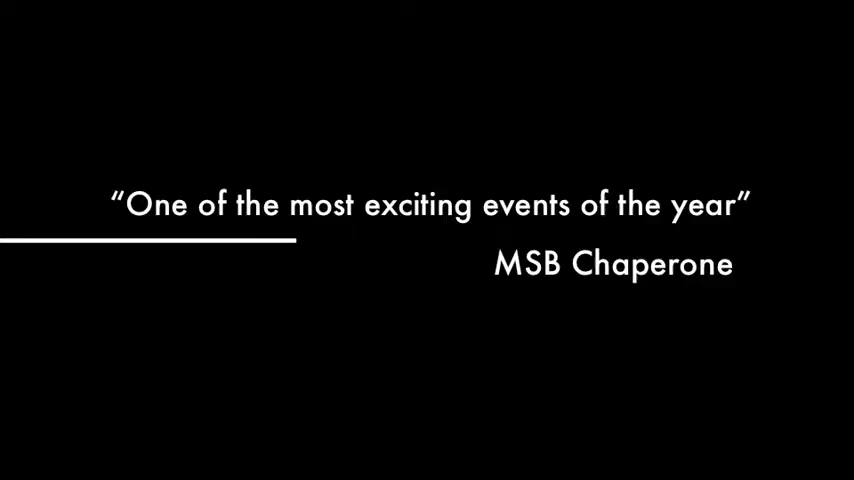 “One of the most exciting events of the year”
MSB Chaperone